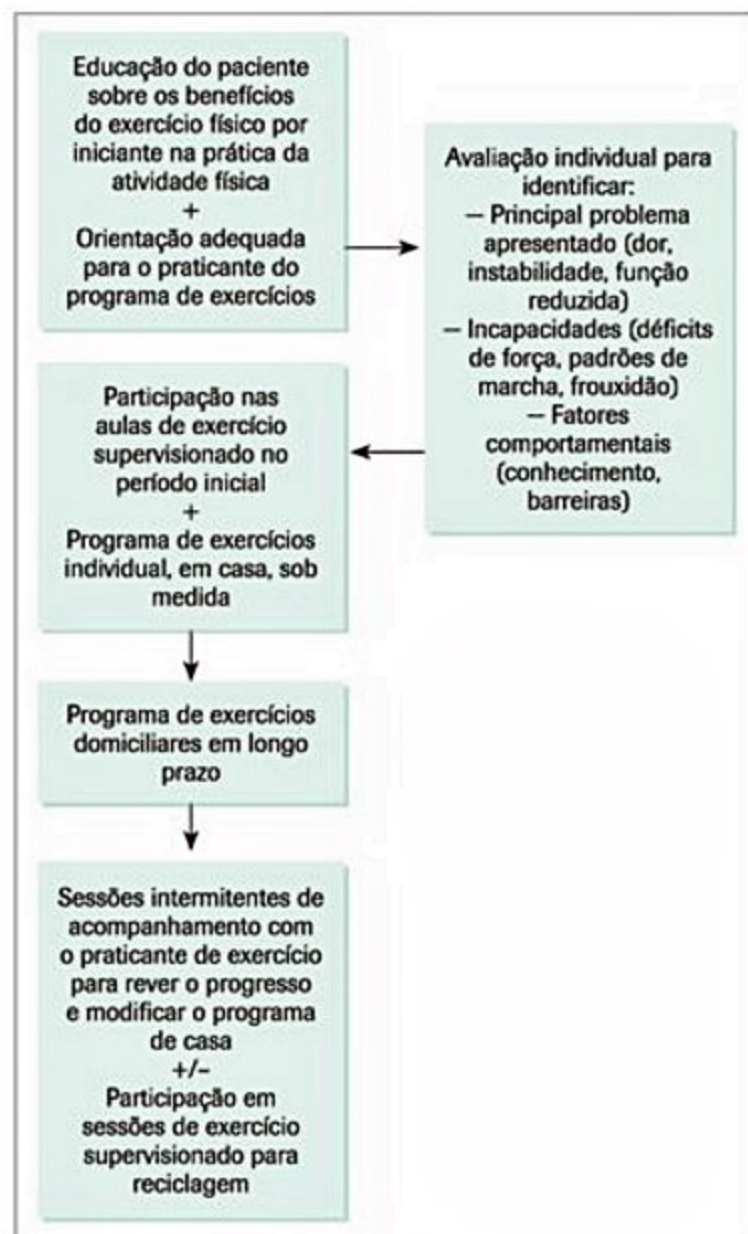 Educação do paciente
sobre os benefícios
do exercício físico por
iniciante na prática da
atividade física
+
Orientação adequada
para o praticante do
programa de exercícios
Avaliação individual para
identificar:
— Principal problema
apresentado (dor,
instabilidade, função
reduzida)
— Incapacidades (déficits
de força, padrões de
marcha, frouxidão)
— Fatores
comportamentais
(conhecimento,
barreiras)
Participação nas
aulas de exercício
supervisionado no
período inicial
+
Programa de exercícios
individual, em casa, sob
medida
Programa de exercícios
domiciliares em longo
prazo
Sessões intermitentes de
acompanhamento com
o praticante de exercício
para rever o progresso
e modificar o programa
de casa
+/-
Participação em
sessões de exercício
supervisionado para
reciclagem